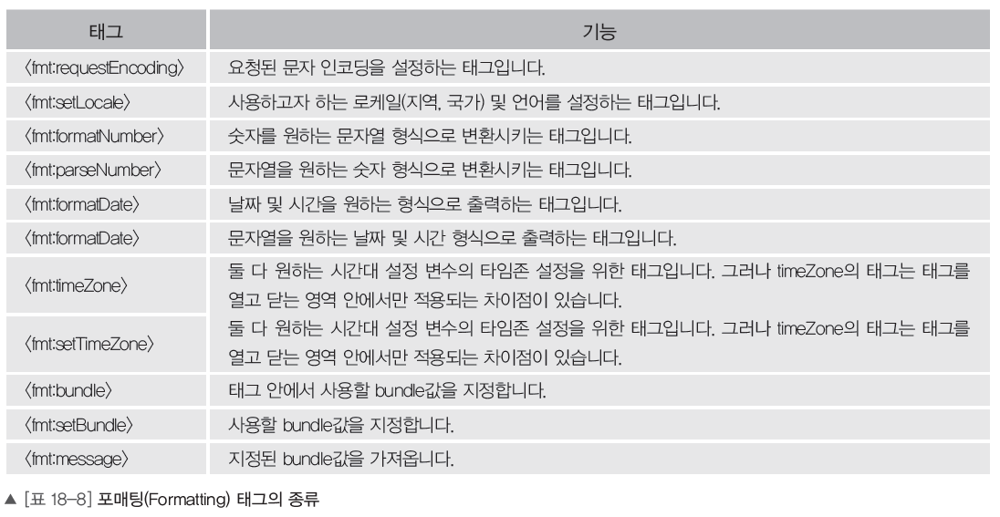 태그 기능
〈fmt:requestEncoding〉 요청된 문자 인코딩을 설정하는 태그입니다.
〈fmt:setLocale〉 사용하고자 하는 로케일(지역, 국가) 및 언어를 설정하는 태그입니다.
〈fmt:formatNumber〉 숫자를 원하는 문자열 형식으로 변환시키는 태그입니다.
〈fmt:parseNumber〉 문자열을 원하는 숫자 형식으로 변환시키는 태그입니다.
〈fmt:formatDate〉 날짜 및 시간을 원하는 형식으로 출력하는 태그입니다.
〈fmt:formatDate〉 문자열을 원하는 날짜 및 시간 형식으로 출력하는 태그입니다.
〈fmt:timeZone〉 둘 다 원하는 시간대 설정 변수의 타임존 설정을 위한 태그입니다. 그러나 timeZone의 태그는 태그를
열고 닫는 영역 안에서만 적용되는 차이점이 있습니다.
〈fmt:setTimeZone〉 둘 다 원하는 시간대 설정 변수의 타임존 설정을 위한 태그입니다. 그러나 timeZone의 태그는 태그를
열고 닫는 영역 안에서만 적용되는 차이점이 있습니다.
〈fmt:bundle〉 태그 안에서 사용할 bundle값을 지정합니다.
〈fmt:setBundle〉 사용할 bundle값을 지정합니다.
〈fmt:message〉 지정된 bundle값을 가져옵니다.
▲ [표 18-8] 포매팅(Formatting) 태그의 종류